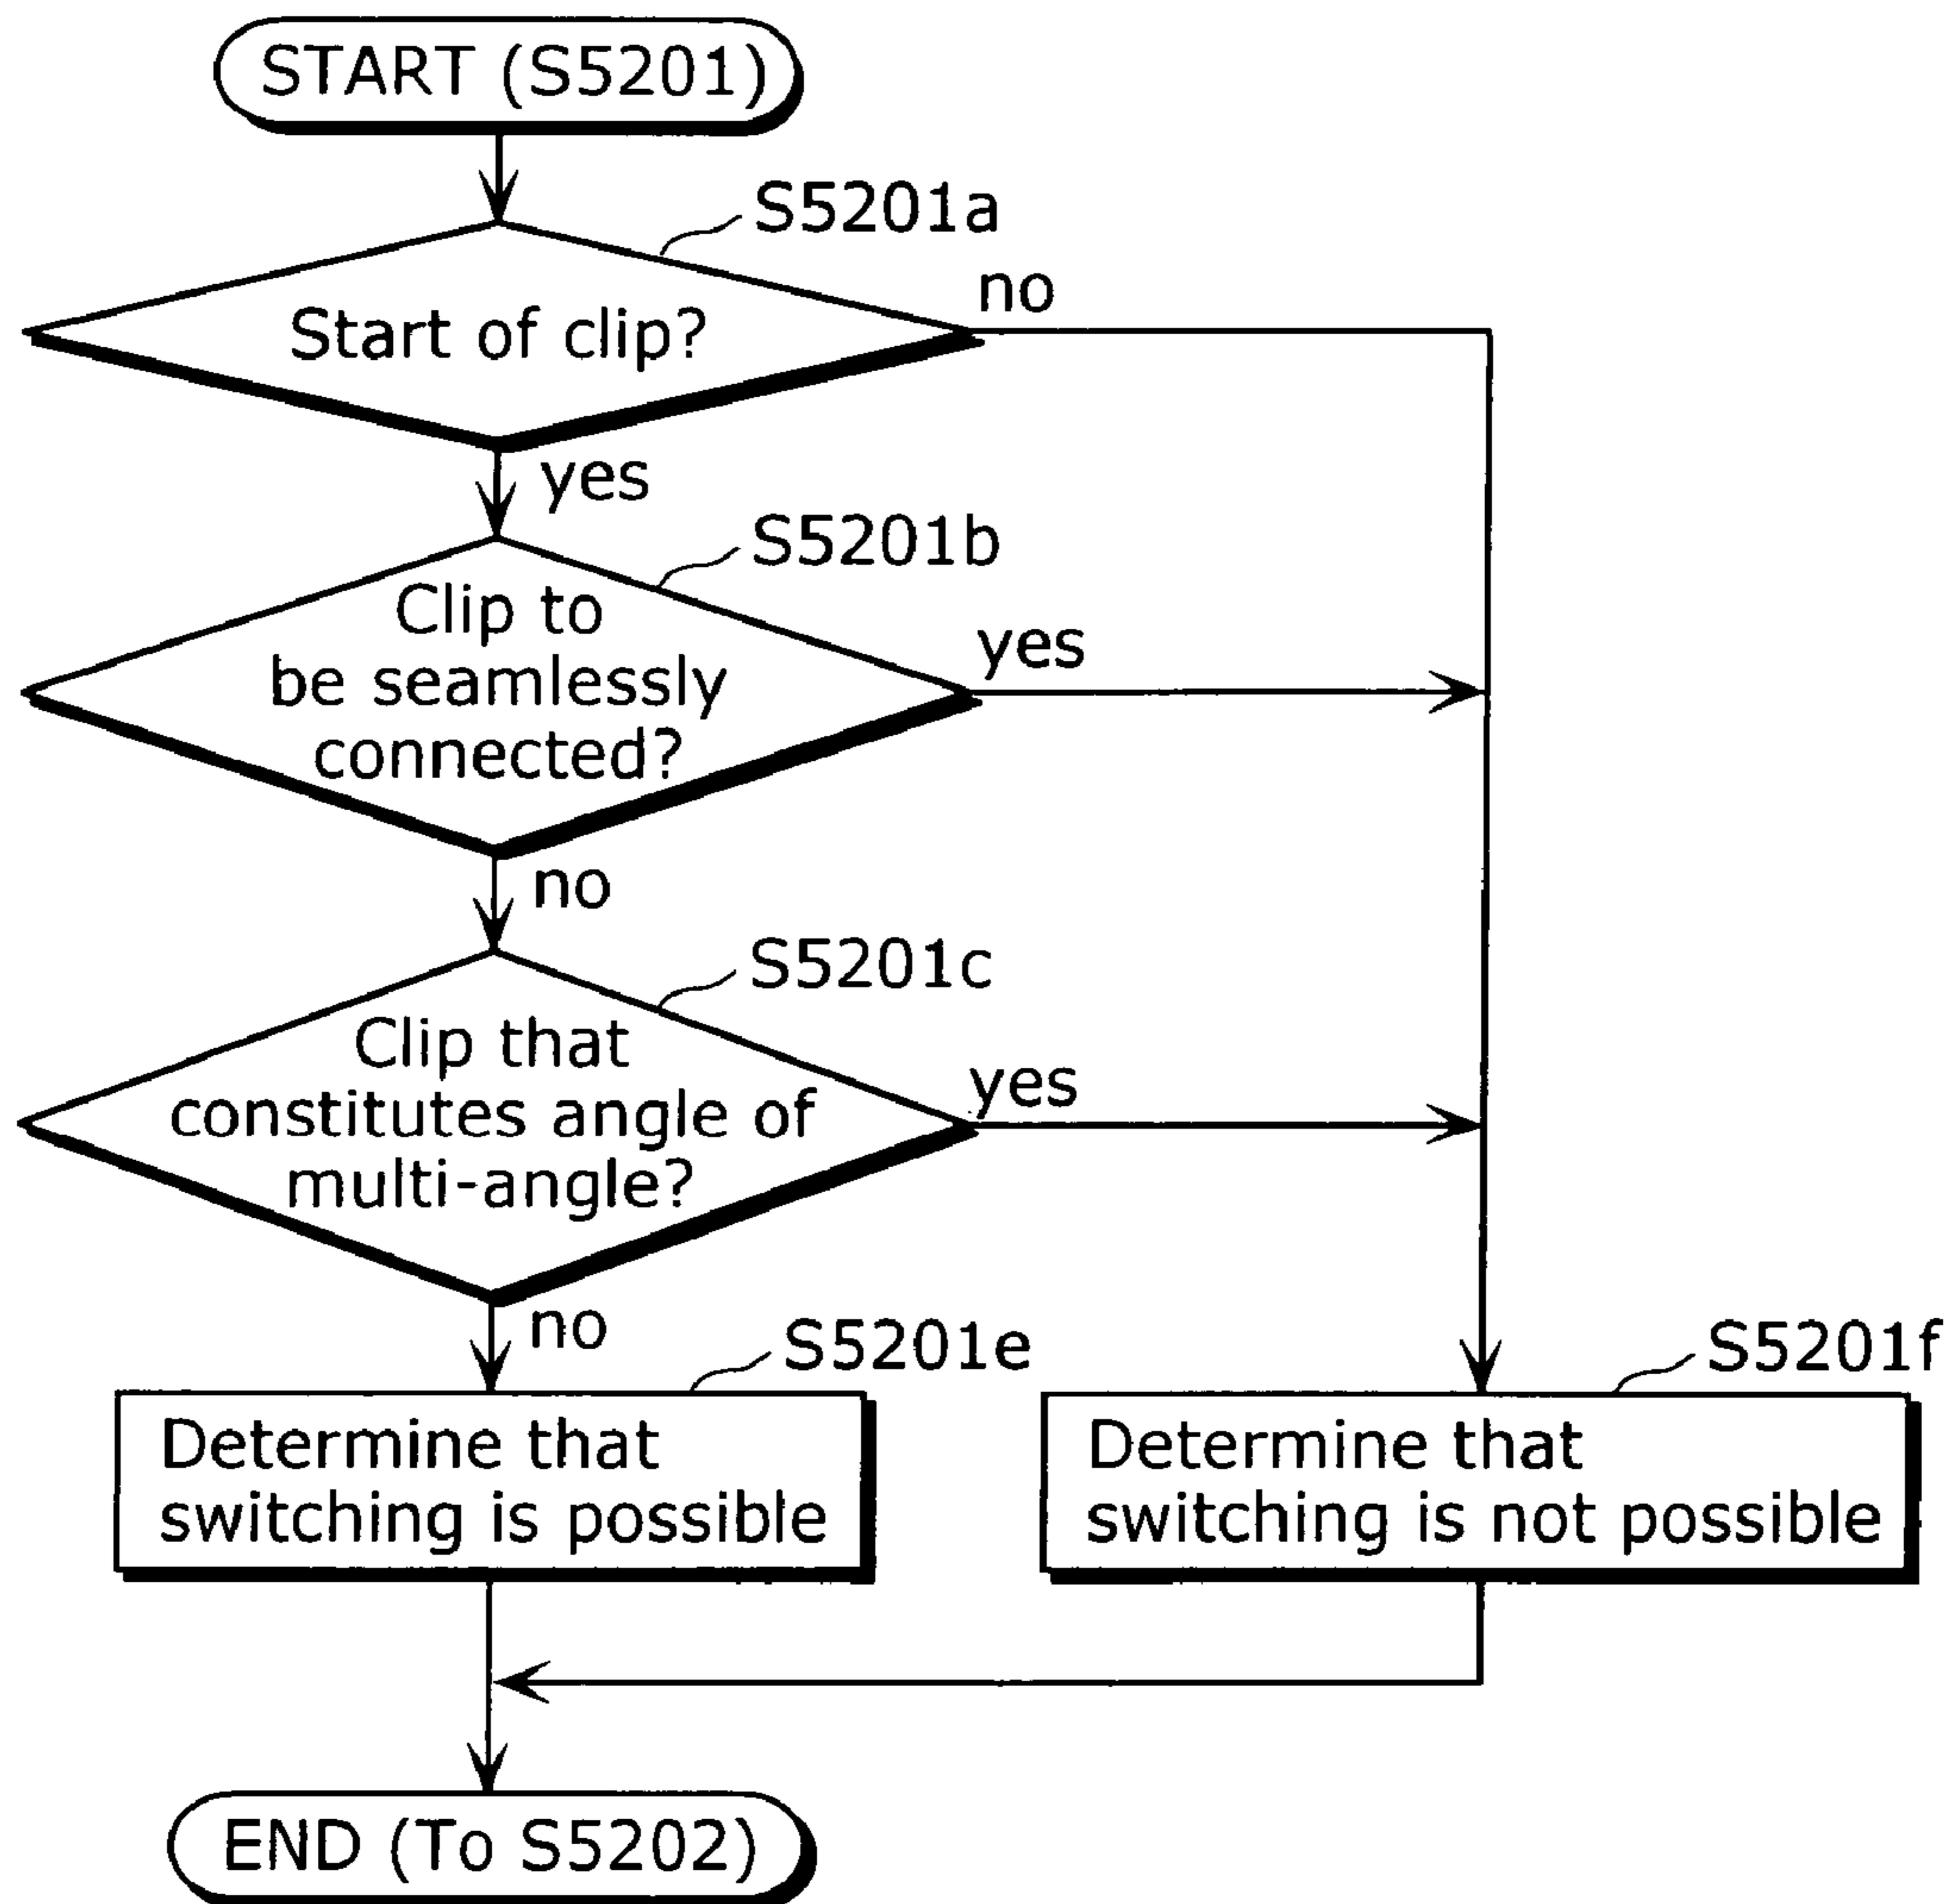 START (S5201)
S5201a
Start of clip?
no
yes
S5201b
Clip to
be seamlessly
connected?
yes
no
S5201c
Clip that
constitutes angle of
multi-angle?
yes
no
S5201e
Determine that
switching is possible
S5201f
Determine that
switching is not possible
END (To S5202)